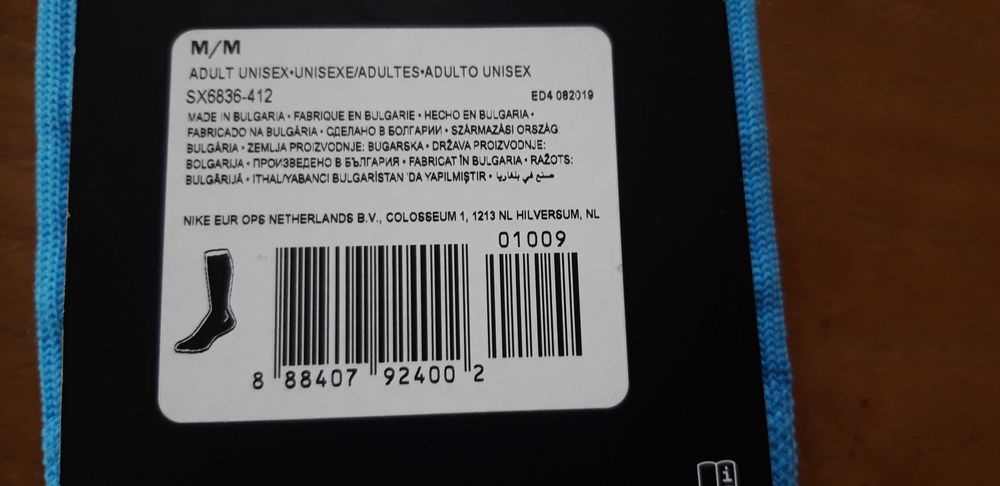 M/M
ADULT UNISEX•UNISEXE/ADULTES•ADULTO UNISEX
SX6836-412 ED4 082019
MADE IN BULGARIA • FABRIQUE EN BULGARIE • HECHO EN BULGARIA •
FABRICADO NA BULGÁRIA • СДЕЛАНО В БОЛГАРИИ • SZÁRMAZÁSI ORSZÁG:
BULGÁRIA • ZEMLJA PROIZVODNJE: BUGARSKA • DRŽAVA PROIZVODNJE:
BOLGARIJA • ПРОИЗВЕДЕНО В БЪЛГАРИЯ • FABRICAT ÎN BULGARIA • RAŽOTS:
BULGĀRIJĀ • ITHAL/YABANCI BULGARİSTAN 'DA YAPILMIŞTIR • صنع في بلغاريا
NIKE EUR OPS NETHERLANDS B.V., COLOSSEUM 1, 1213 NL HILVERSUM, NL
01009
8 88407 92400 2
i